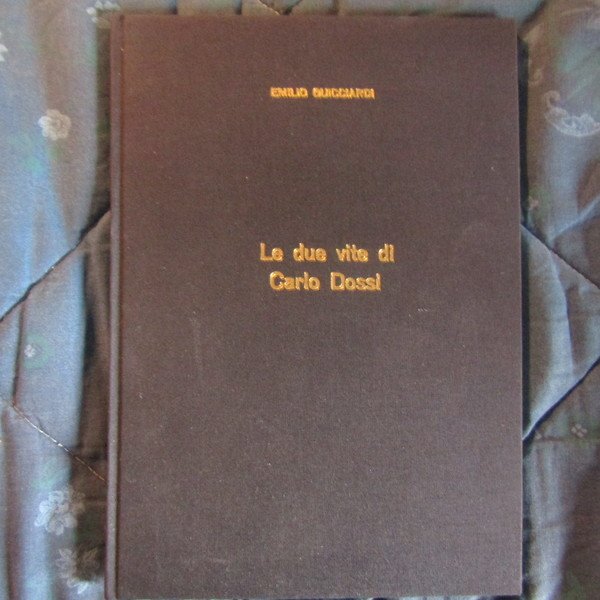 EMILIO GUICCIARDI
Le due vite di
Carlo Dossi